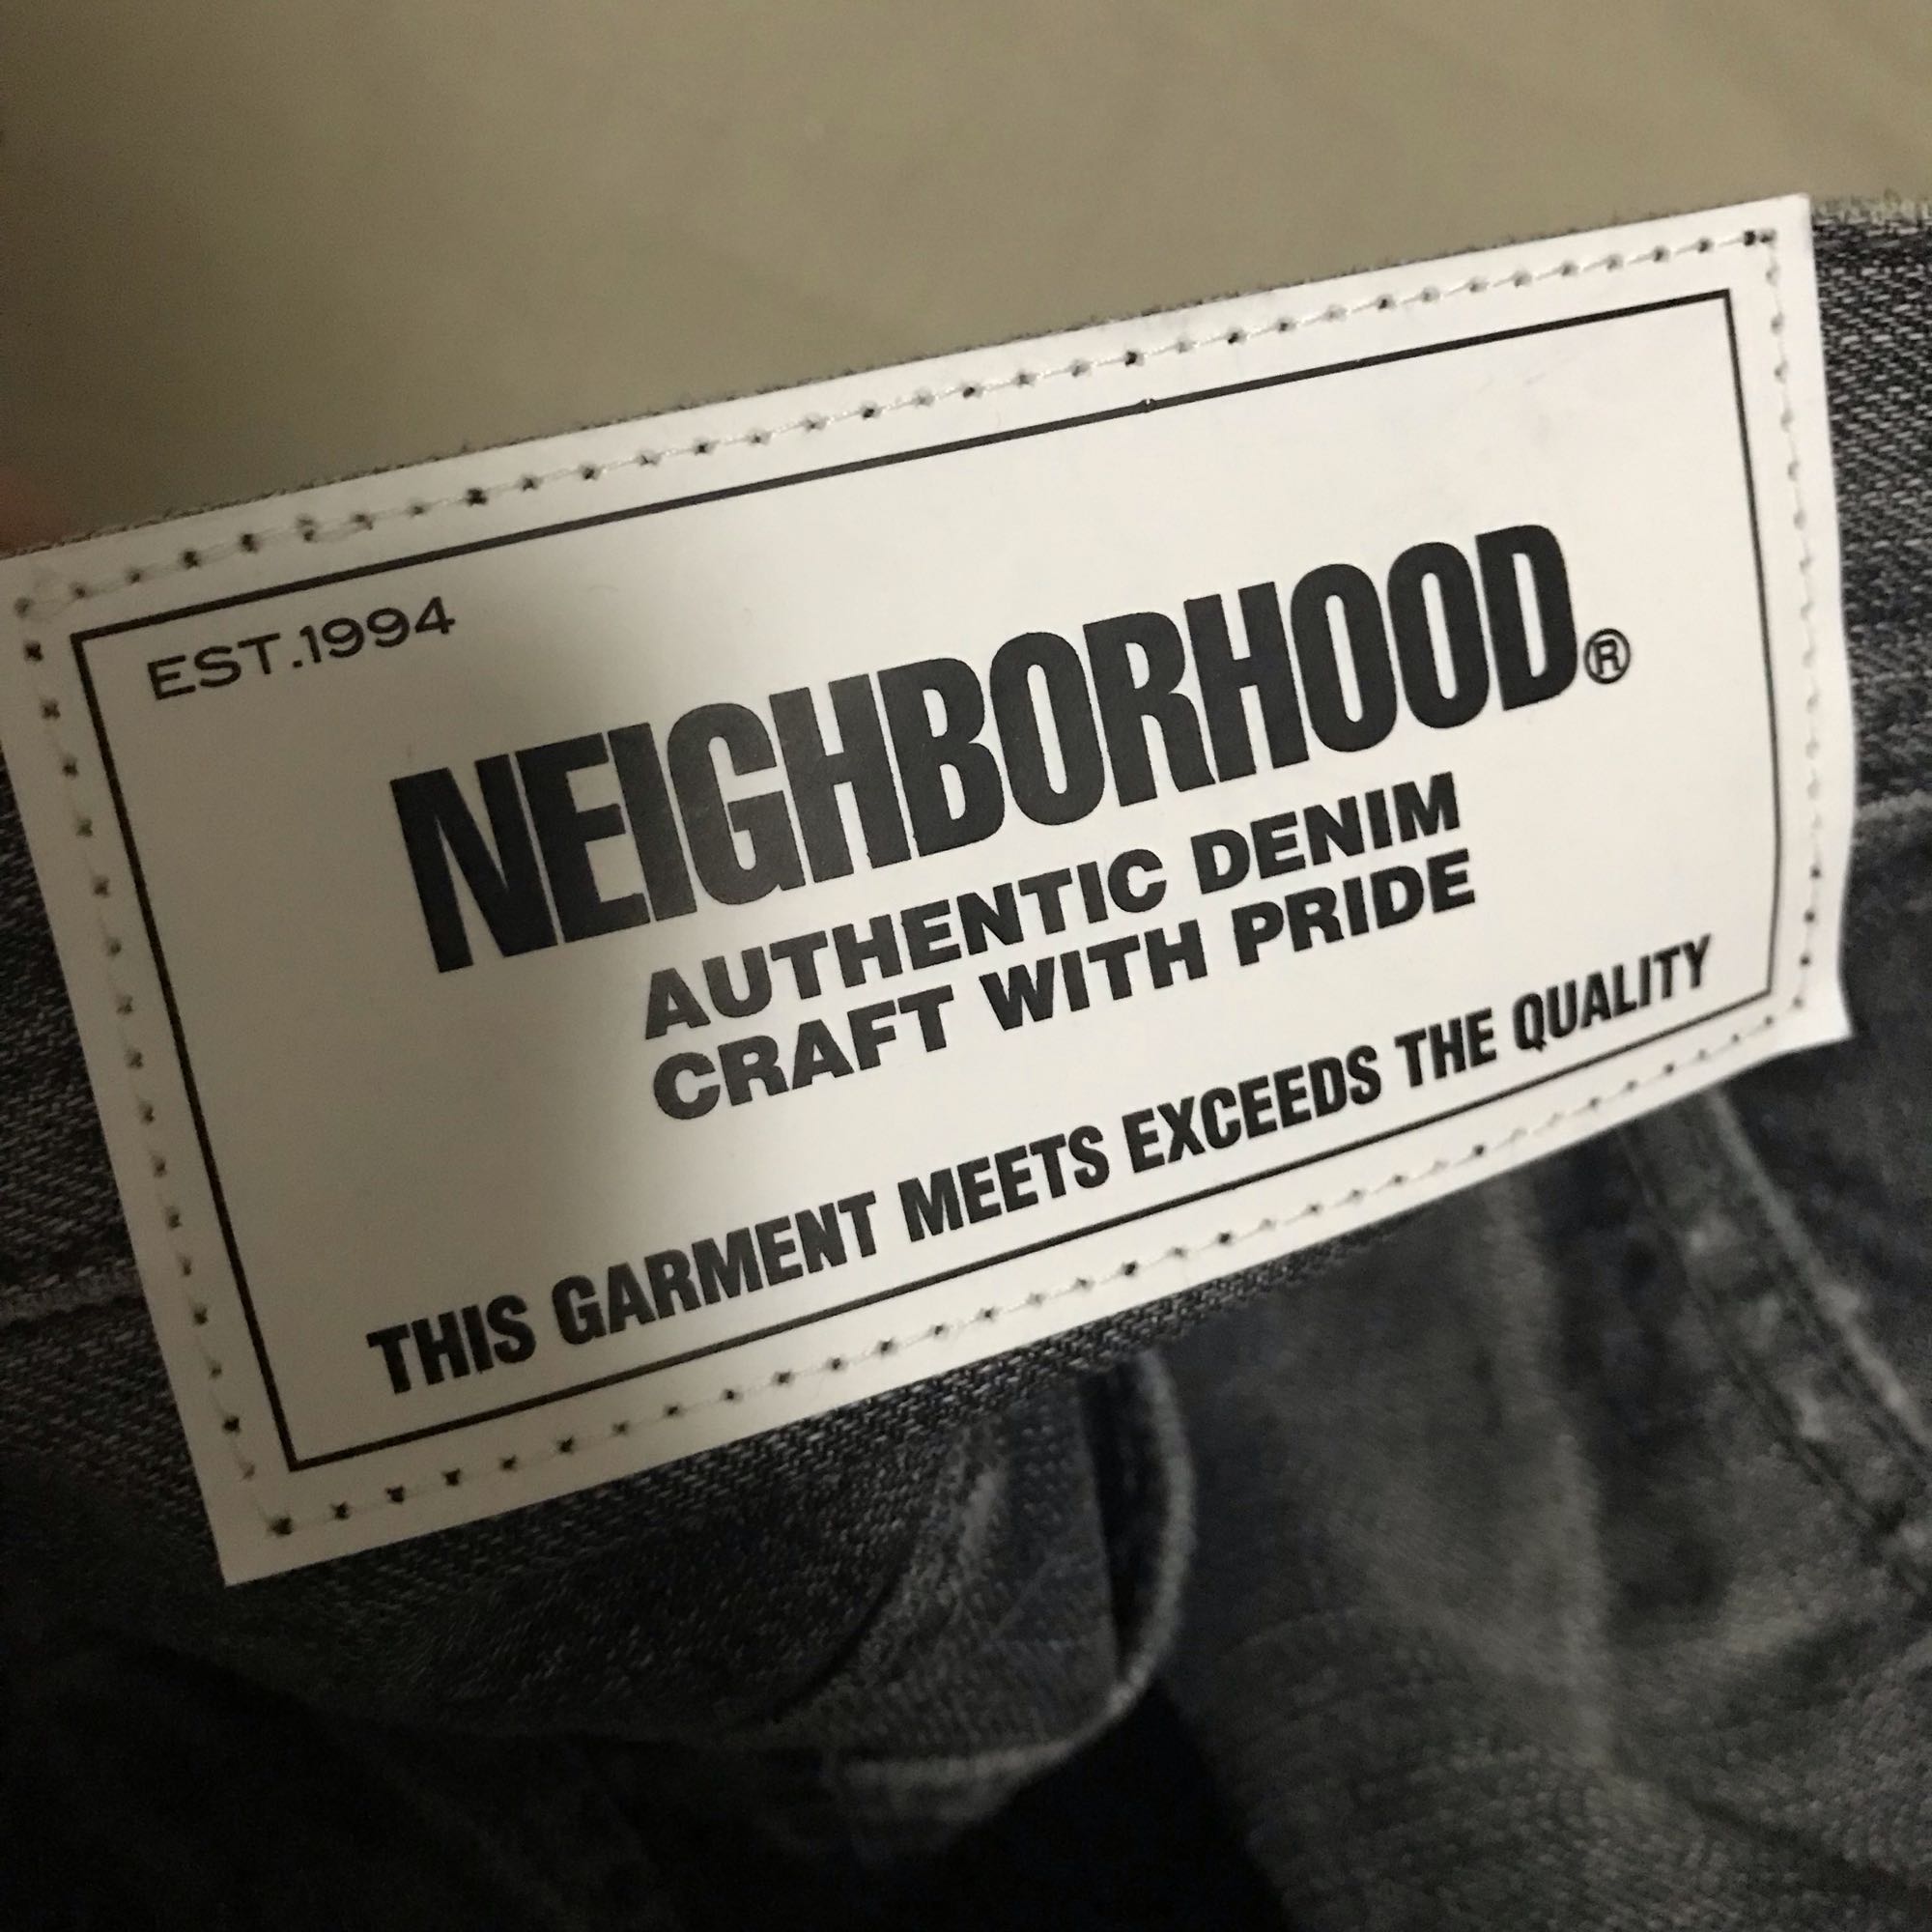 EST.1994
NEIGHBORHOOD®
AUTHENTIC DENIM
CRAFT WITH PRIDE
THIS GARMENT MEETS EXCEEDS THE QUALITY